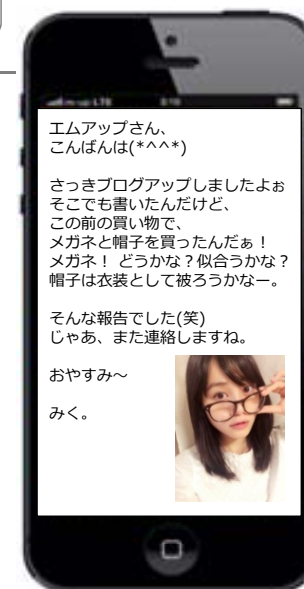 エムアップさん、
こんばんは(*^^*)
さっきブログアップしましたよぉ
そこでも書いたんだけど、
この前の買い物で、
メガネと帽子を買ったんだぁ！
メガネ！ どうかな？似合うかな？
帽子は衣装として被ろうかなー。
そんな報告でした(笑)
じゃあ、また連絡しますね。
おやすみ～
みく。